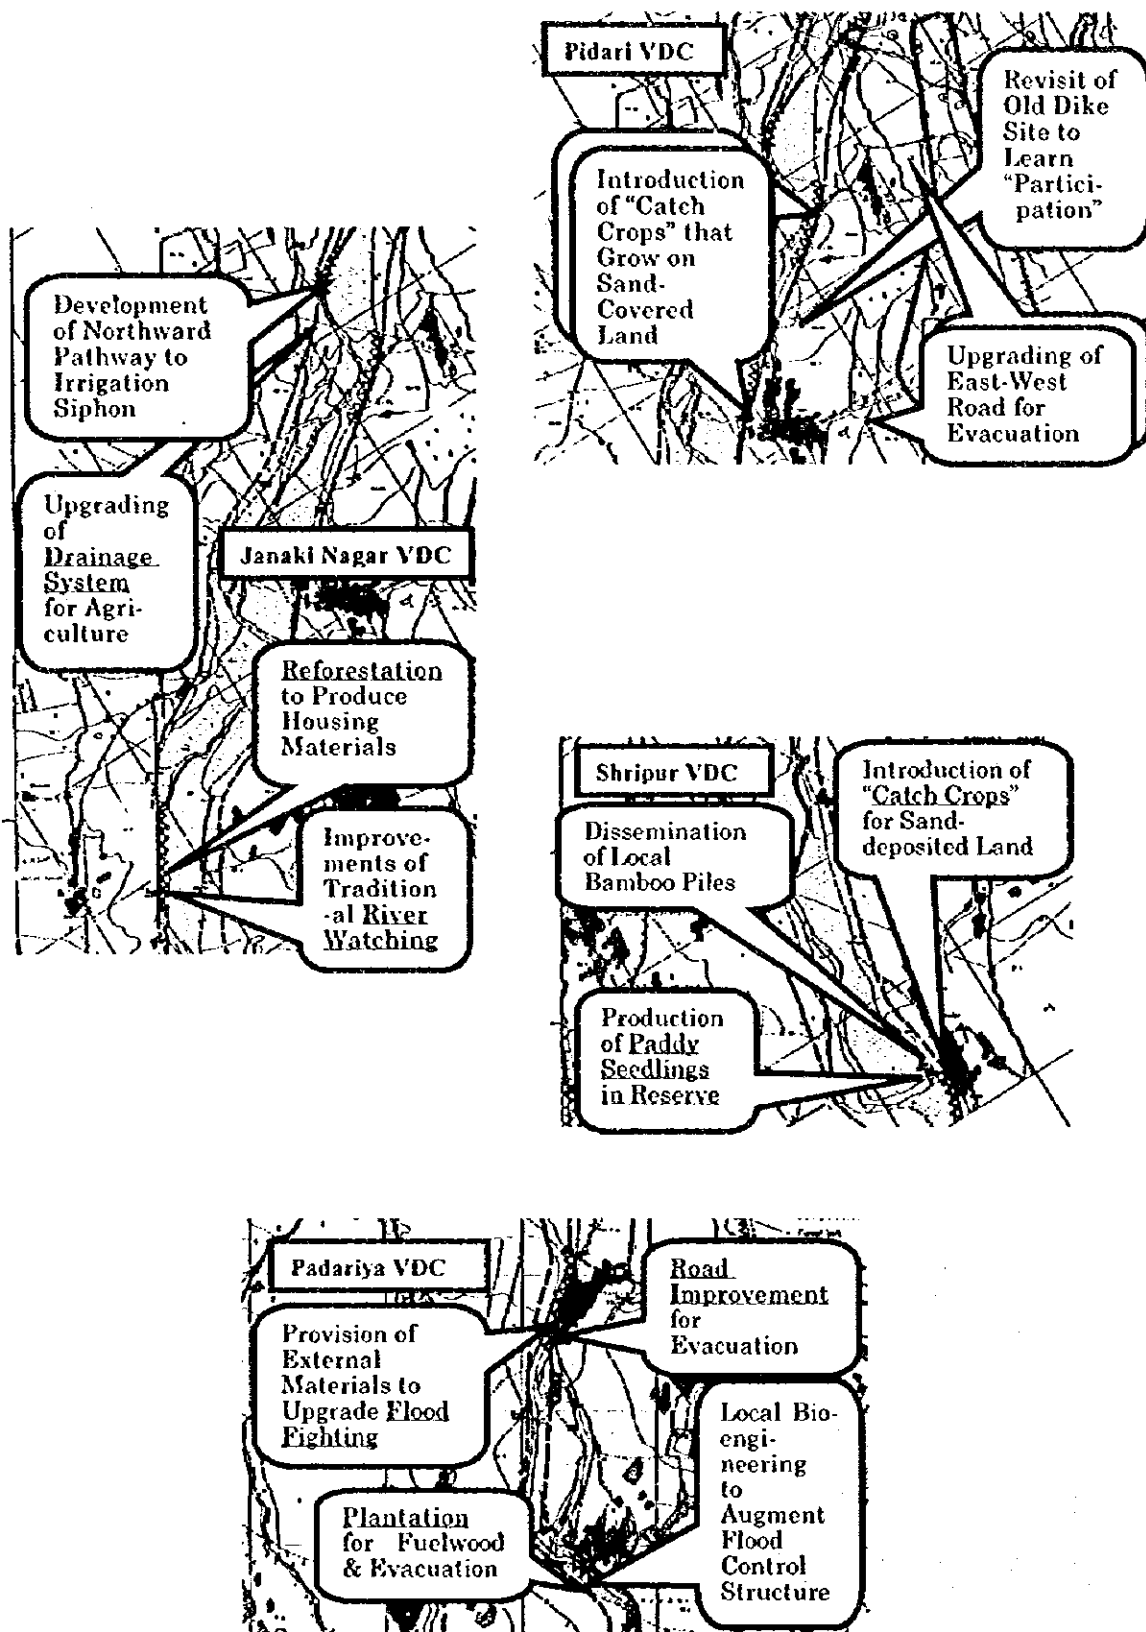 Pidari VDC
Revisit of
Old Dike
Site to
Learn
“Partici-
pation”
Introduction
of “Catch
Crops” that
Grow on
Sand-
Covered
Land
Upgrading of
East-West
Road for
Evacuation
Development
of Northward
Pathway to
Irrigation
Siphon
Upgrading
of
Drainage
System
for Agri-
culture
Janaki Nagar VDC
Reforestation
to Produce
Housing
Materials
Improve-
ments of
Tradition
-al River
Watching
Shripur VDC
Introduction of
“Catch Crops”
for Sand-
deposited Land
Dissemination
of Local
Bamboo Piles
Production
of Paddy
Seedlings
in Reserve
Padariya VDC
Road
Improvement
for
Evacuation
Provision of
External
Materials to
Upgrade Flood
Fighting
Local Bio-
engi-
neering
to
Augment
Flood
Control
Structure
Plantation
for Fuelwood
& Evacuation